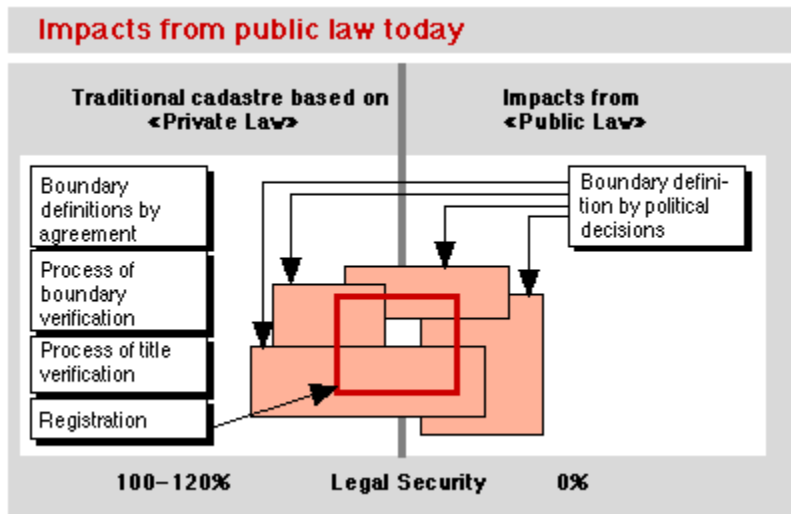 Impacts from public law today
Traditional cadastre based on
«Private Law»
Impacts from
«Public Law»
Boundary
definitions by
agreement
Process of
boundary
verification
Process of title
verification
Registration
Boundary defini-
tion by political
decisions
100–120%
Legal Security
0%